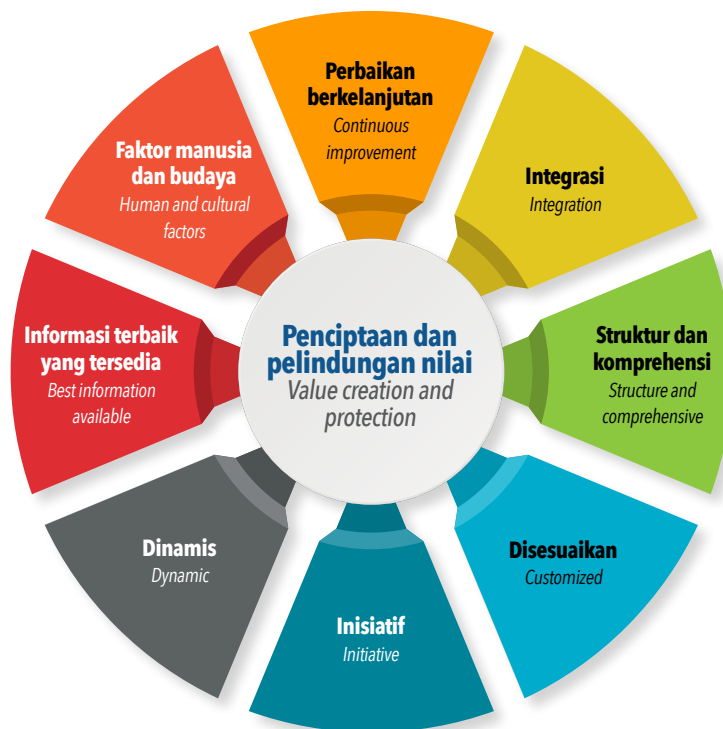 Perbaikan
berkelanjutan
Continuous
improvement
Integrasi
Integration
Struktur dan
komprehensi
Structure and
comprehensive
Disesuaikan
Customized
Inisiatif
Initiative
Dinamis
Dynamic
Informasi terbaik
yang tersedia
Best information
available
Faktor manusia
dan budaya
Human and cultural
factors
Penciptaan dan
pelindungan nilai
Value creation and
protection